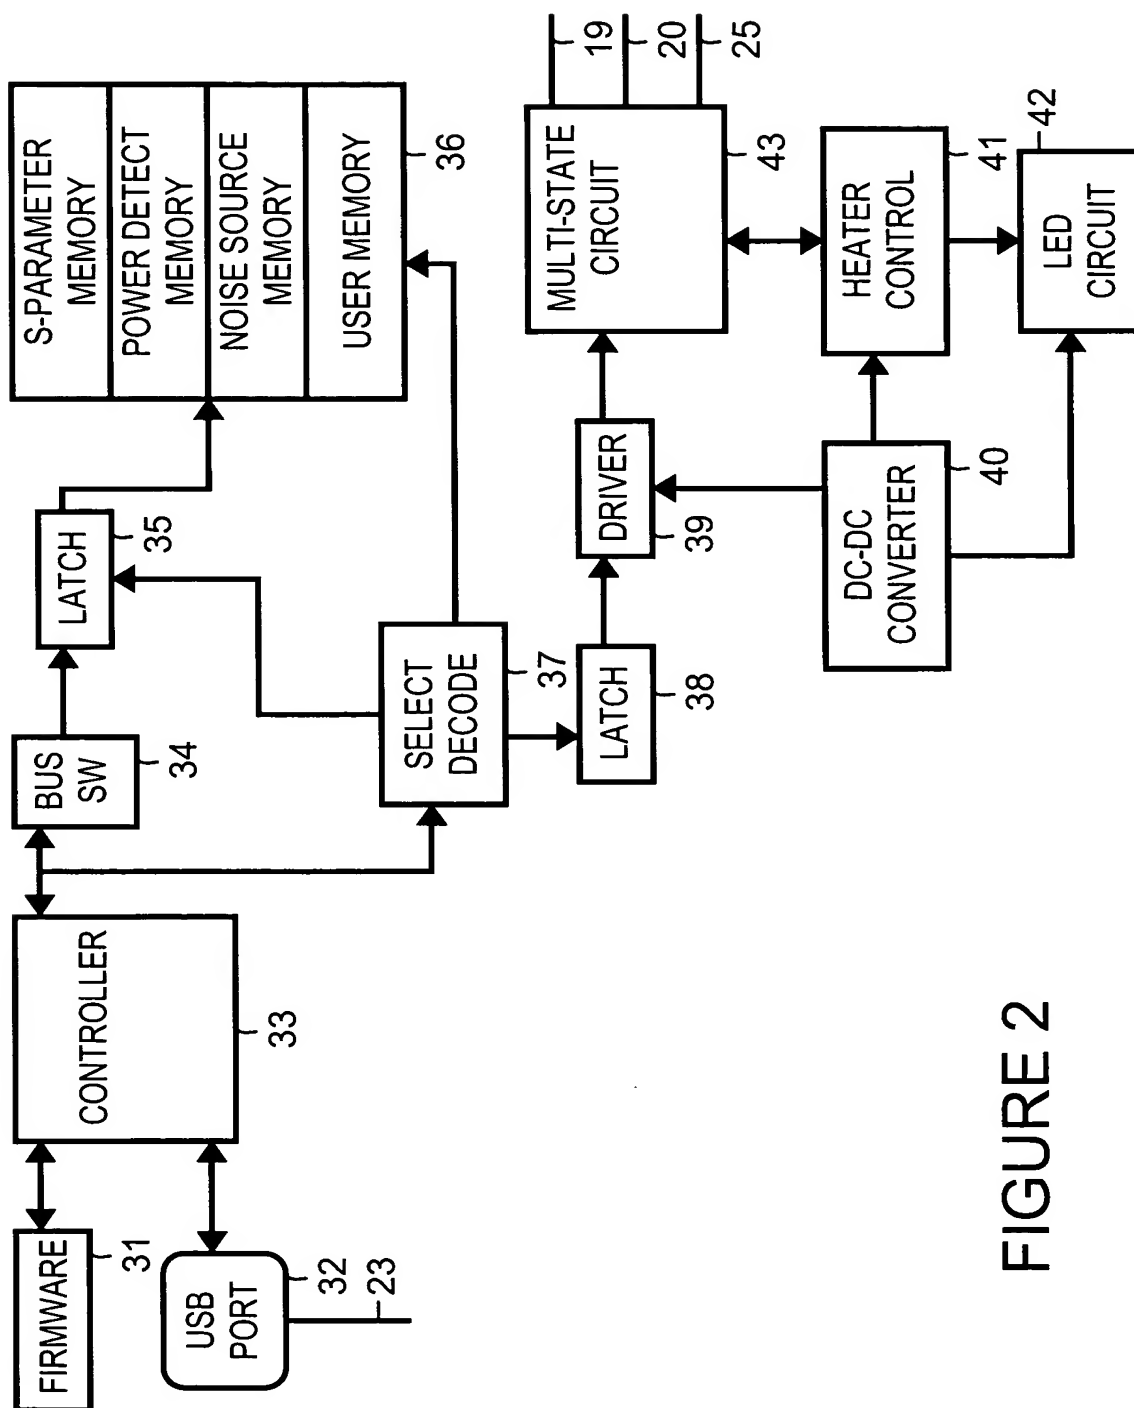 FIRMWARE
31
USB
PORT
32
23
CONTROLLER
33
BUS
SW
34
LATCH
35
S-PARAMETER
MEMORY
POWER DETECT
MEMORY
NOISE SOURCE
MEMORY
USER MEMORY
36
SELECT
DECODE
37
LATCH
38
DRIVER
39
MULTI-STATE
CIRCUIT
43
19
20
25
DC-DC
CONVERTER
40
HEATER
CONTROL
41
LED
CIRCUIT
42
FIGURE 2